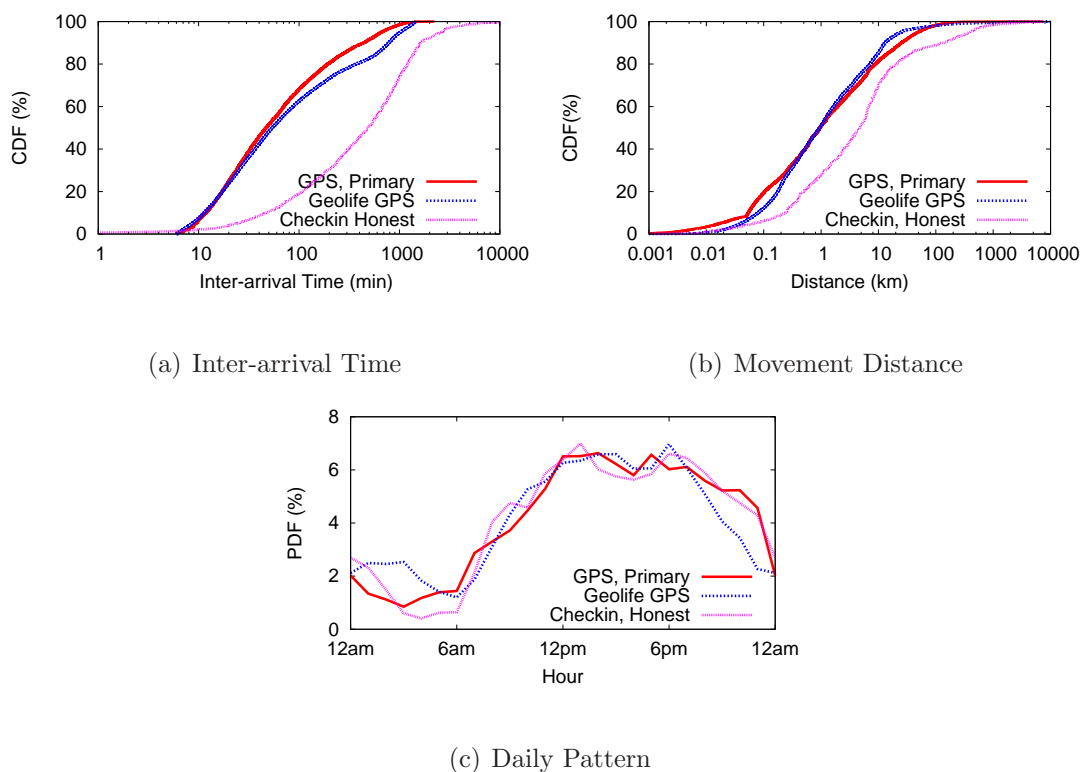 CDF (%)
100
80
60
40
20
0
GPS, Primary
Geolife GPS
Checkin Honest
1 10 100 1000 10000
Inter-arrival Time (min)
(a) Inter-arrival Time
CDF(%)
100
80
60
40
20
0
GPS, Primary
Geolife GPS
Checkin, Honest
0.001 0.01 0.1 1 10 100 1000 10000
Distance (km)
(b) Movement Distance
PDF (%)
8
6
4
2
0
GPS, Primary
Geolife GPS
Checkin, Honest
12am 6am 12pm 6pm 12am
Hour
(c) Daily Pattern